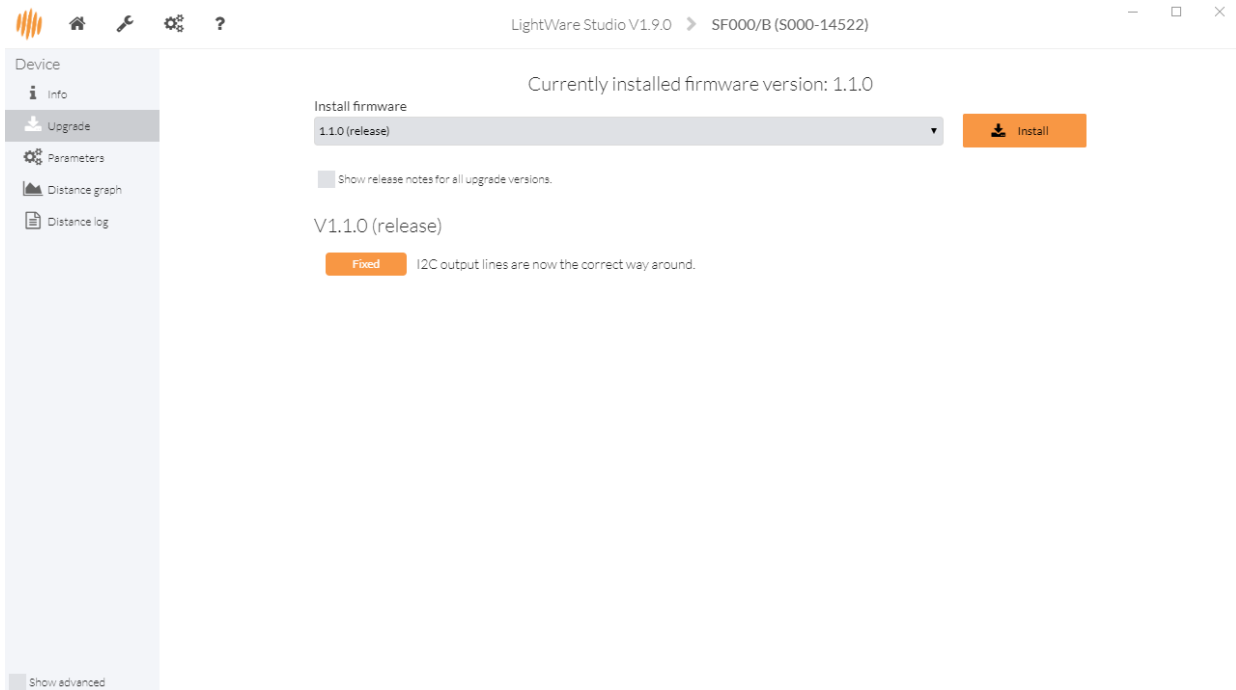 LightWare Studio V1.9.0 SF000/B (S000-14522)
Device
Info
Upgrade
Parameters
Distance graph
Distance log
Show advanced
Currently installed firmware version: 1.1.0
Install firmware
1.1.0 (release)
Install
Show release notes for all upgrade versions.
V1.1.0 (release)
Fixed I2C output lines are now the correct way around.